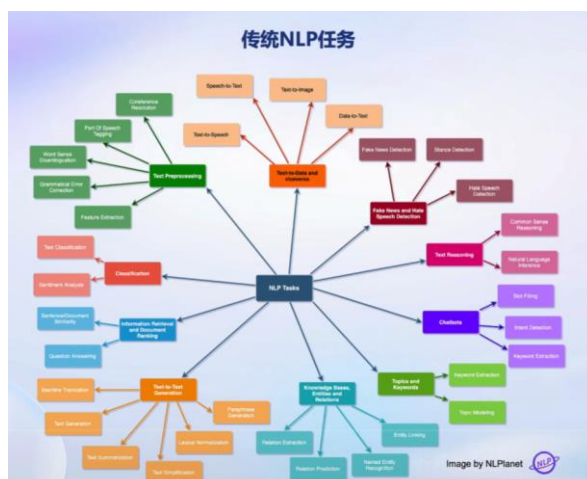 传统NLP任务
Speech-to-Text
Text-to-Image
Text-to-Speech
Data-to-Text
Text-to-Data and
viceversa
Coreference
Resolution
Part Of Speech
Tagging
Word Sense
Disambiguation
Grammatical Error
Correction
Feature Extraction
Text Preprocessing
Fake News
Detection
Stance Detection
Hate Speech
Detection
Fake News and Hate
Speech Detection
Text Reasoning
Common Sense
Reasoning
Natural Language
Inference
Text Classification
Sentiment Analysis
Classification
NLP Tasks
Chatbots
Slot Filling
Intent Detection
Keyword Extraction
Sentence/Document
Similarity
Question Answering
Information Retrieval
and Document
Ranking
Text-to-Text
Generation
Machine Translation
Text Generation
Text Summarization
Text Simplification
Lexical Normalization
Paraphrase
Generation
Knowledge Bases,
Entities and
Relations
Relation Extraction
Relation Prediction
Named Entity
Recognition
Entity Linking
Topics and
Keywords
Keyword Extraction
Topic Modeling
Image by NLPlanet
NLP